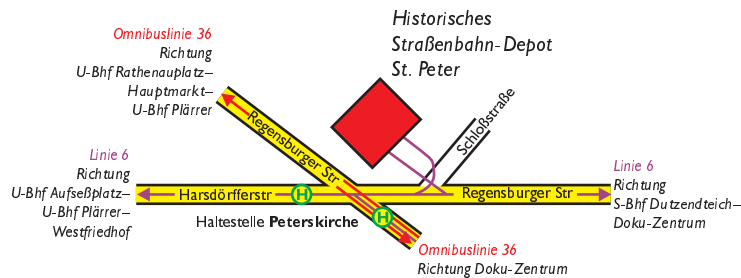 Omnibuslinie 36
Richtung
U-Bhf Rathenauplatz–
Hauptmarkt–
U-Bhf Plärrer
Historisches
Straßenbahn-Depot
St. Peter
Schloßstraße
Regensburger Str
Linie 6
Richtung
U-Bhf Aufseßplatz–
U-Bhf Plärrer–
Westfriedhof
Harsdörfferstr
H
Regensburger Str
Linie 6
Richtung
S-Bhf Dutzendteich–
Doku-Zentrum
Haltestelle Peterskirche
H
Omnibuslinie 36
Richtung Doku-Zentrum